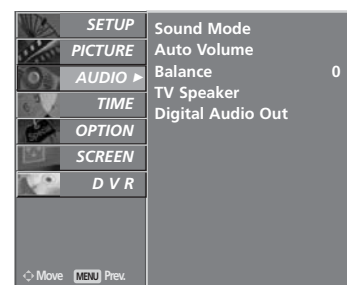 SETUP
PICTURE
AUDIO ►
TIME
OPTION
SCREEN
D V R
Sound Mode
Auto Volume
Balance 0
TV Speaker
Digital Audio Out
Move MENU Prev.